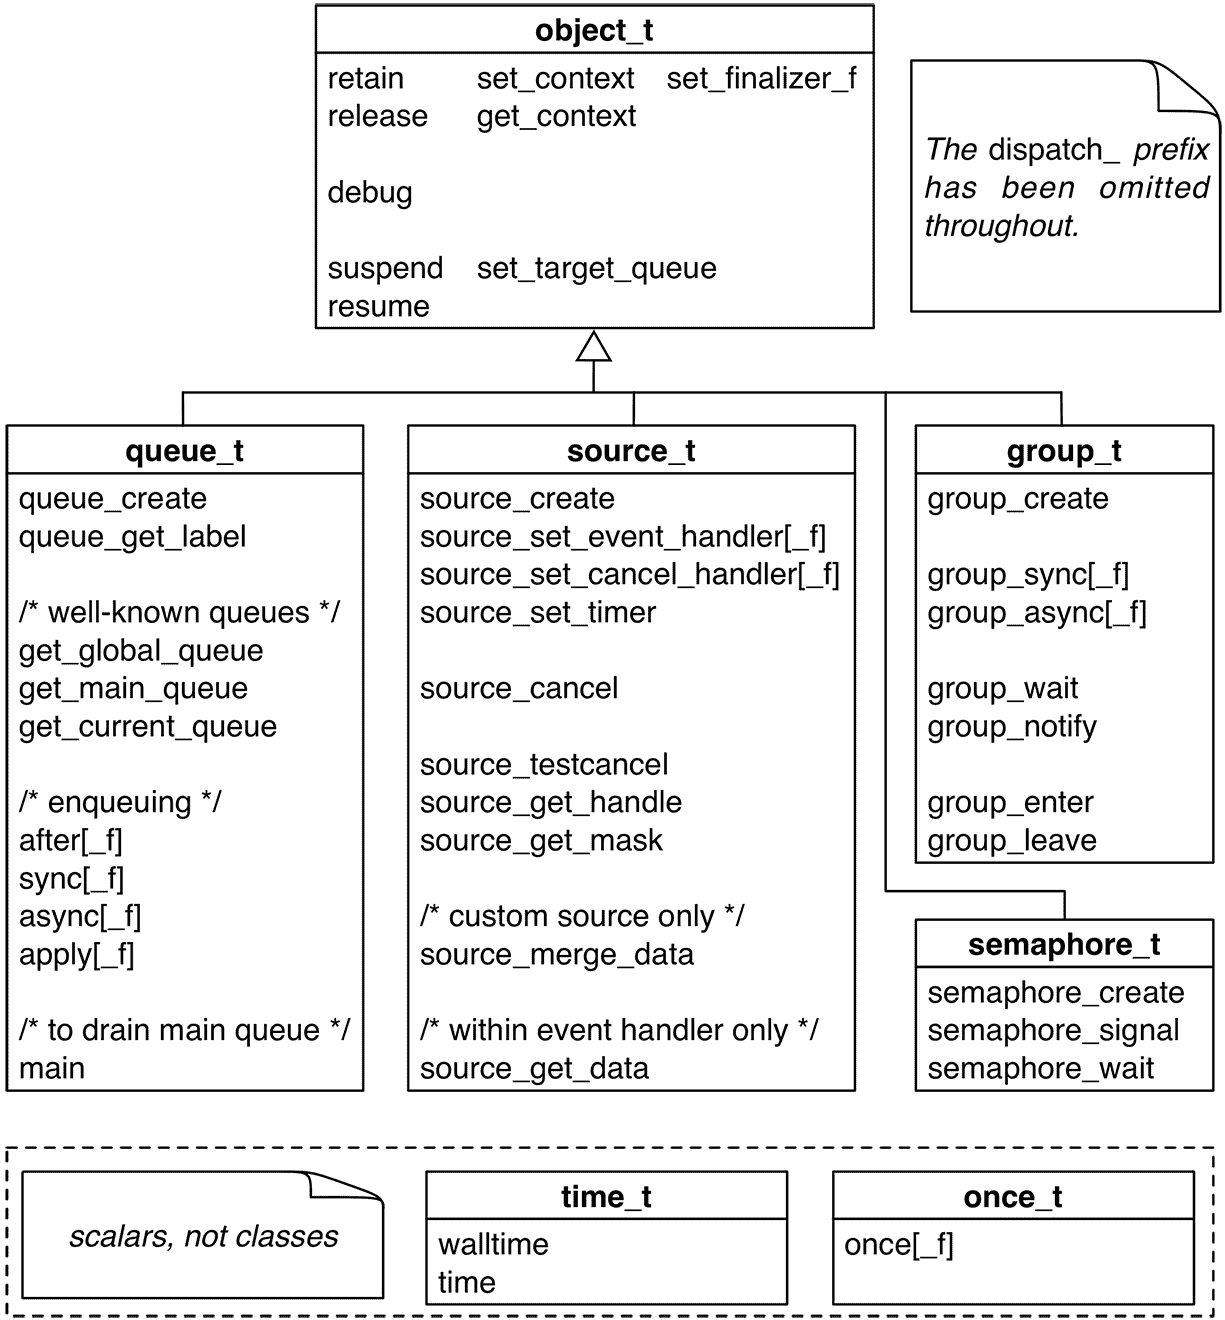 object_t
retain set_context set_finalizer_f
release get_context
debug
suspend set_target_queue
resume
The dispatch_ prefix
has been omitted
throughout.
queue_t
queue_create
queue_get_label
/* well-known queues */
get_global_queue
get_main_queue
get_current_queue
/* enqueuing */
after[_f]
sync[_f]
async[_f]
apply[_f]
/* to drain main queue */
main
source_t
source_create
source_set_event_handler[_f]
source_set_cancel_handler[_f]
source_set_timer
source_cancel
source_testcancel
source_get_handle
source_get_mask
/* custom source only */
source_merge_data
/* within event handler only */
source_get_data
group_t
group_create
group_sync[_f]
group_async[_f]
group_wait
group_notify
group_enter
group_leave
semaphore_t
semaphore_create
semaphore_signal
semaphore_wait
scalars, not classes
time_t
walltime
time
once_t
once[_f]